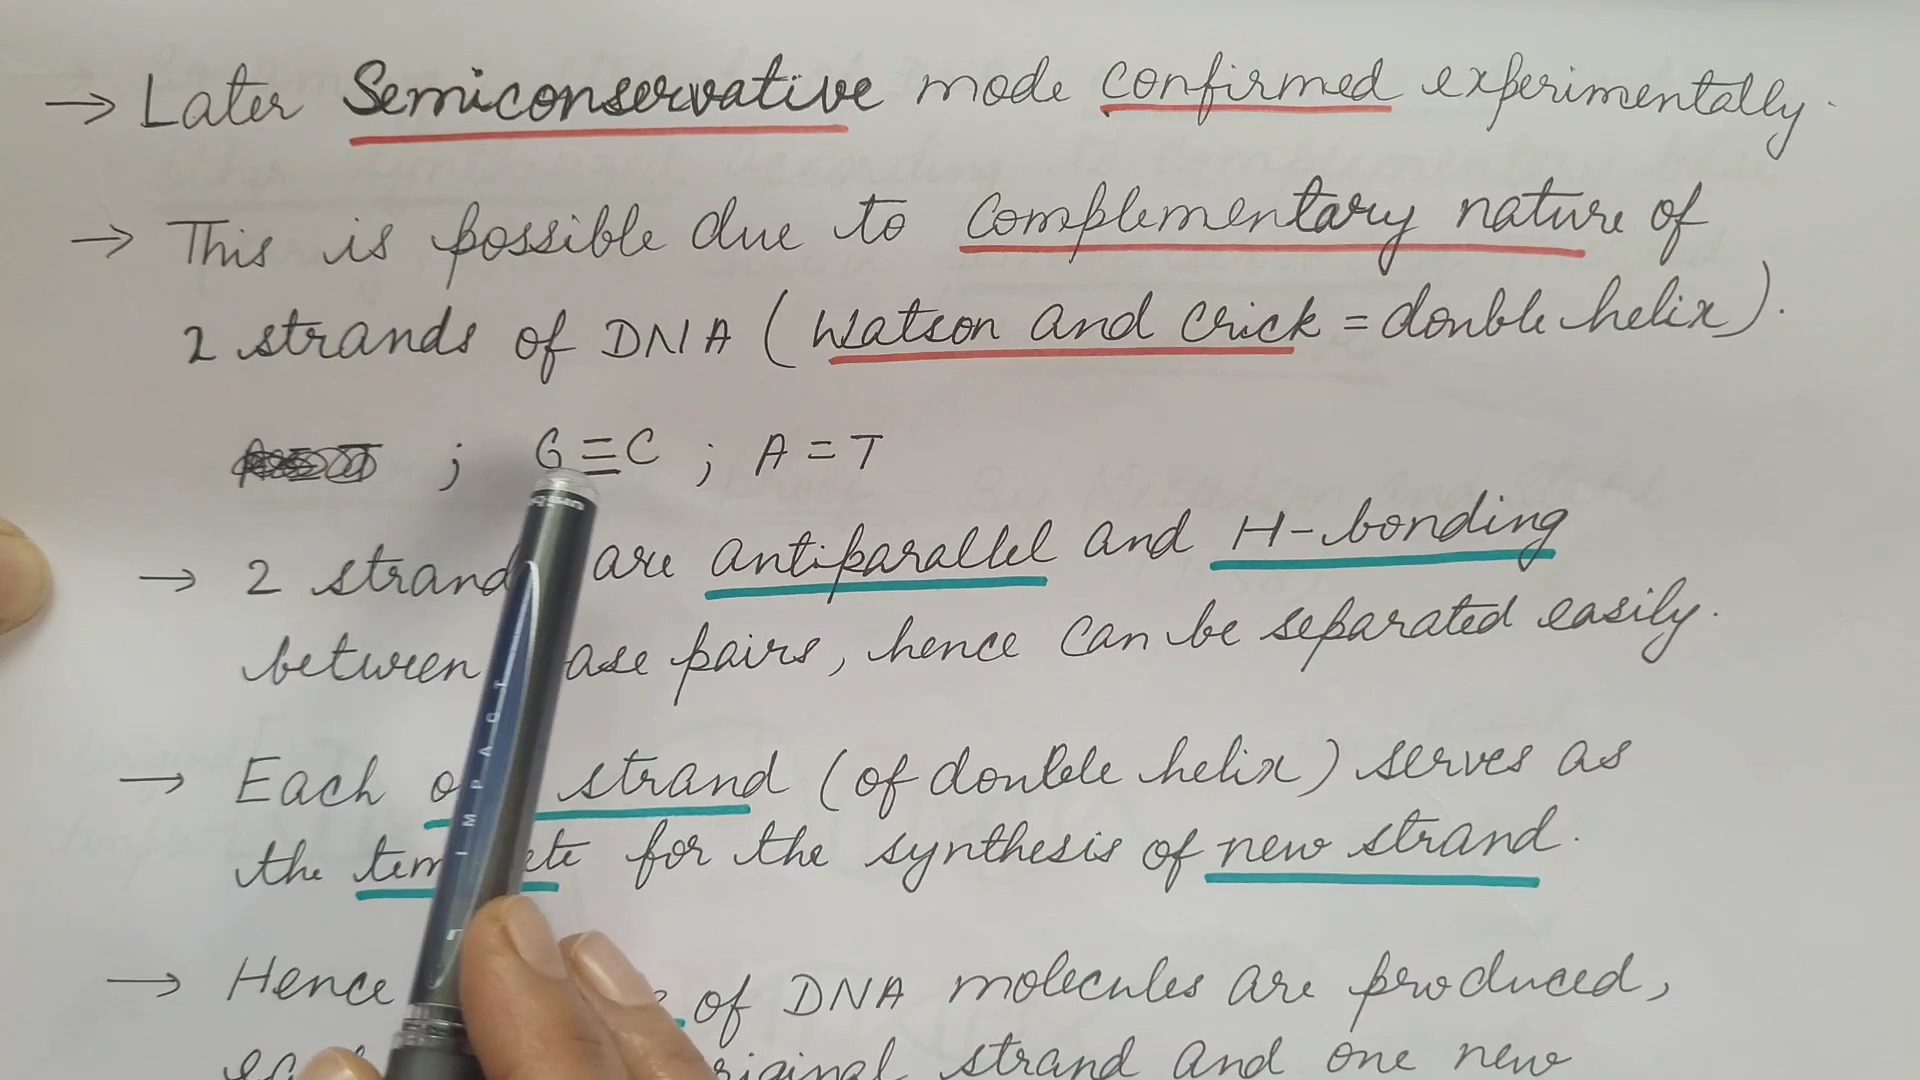 → Later Semiconservative mode confirmed experimentally.
→ This is possible due to complementary nature of
2 strands of DNA (Watson and Crick = double helix).
; G≡C ; A=T
→ 2 strand are antiparallel and H-bonding
between ase pairs, hence can be separated easily.
→ Each strand (of double helix) serves as
the for the synthesis of new strand.
→ Hence of DNA molecules are produced,
strand and one new
IMPACT